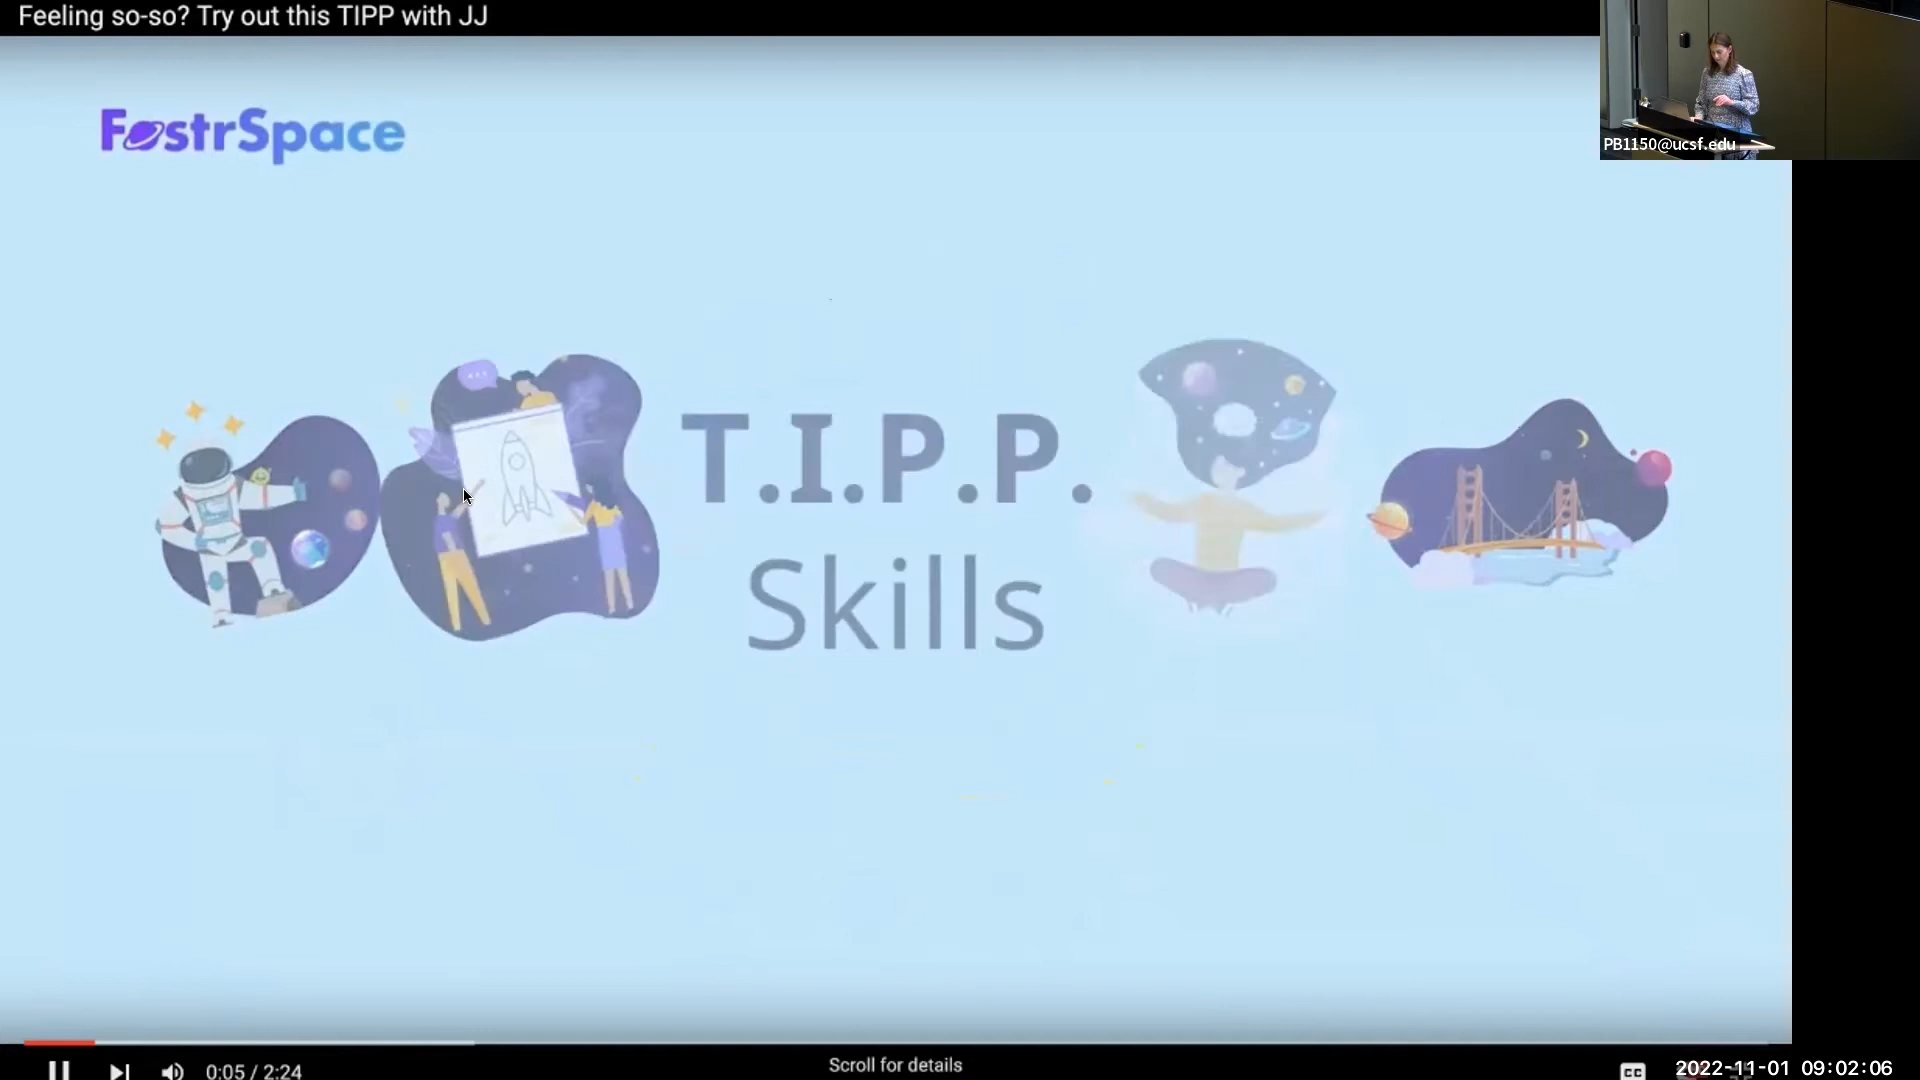 Feeling so-so? Try out this TIPP with JJ
FostrSpace
PB1150@ucsf.edu
T.I.P.P.
Skills
0:05 / 2:24
Scroll for details
CC
2022-11-01 09:02:06